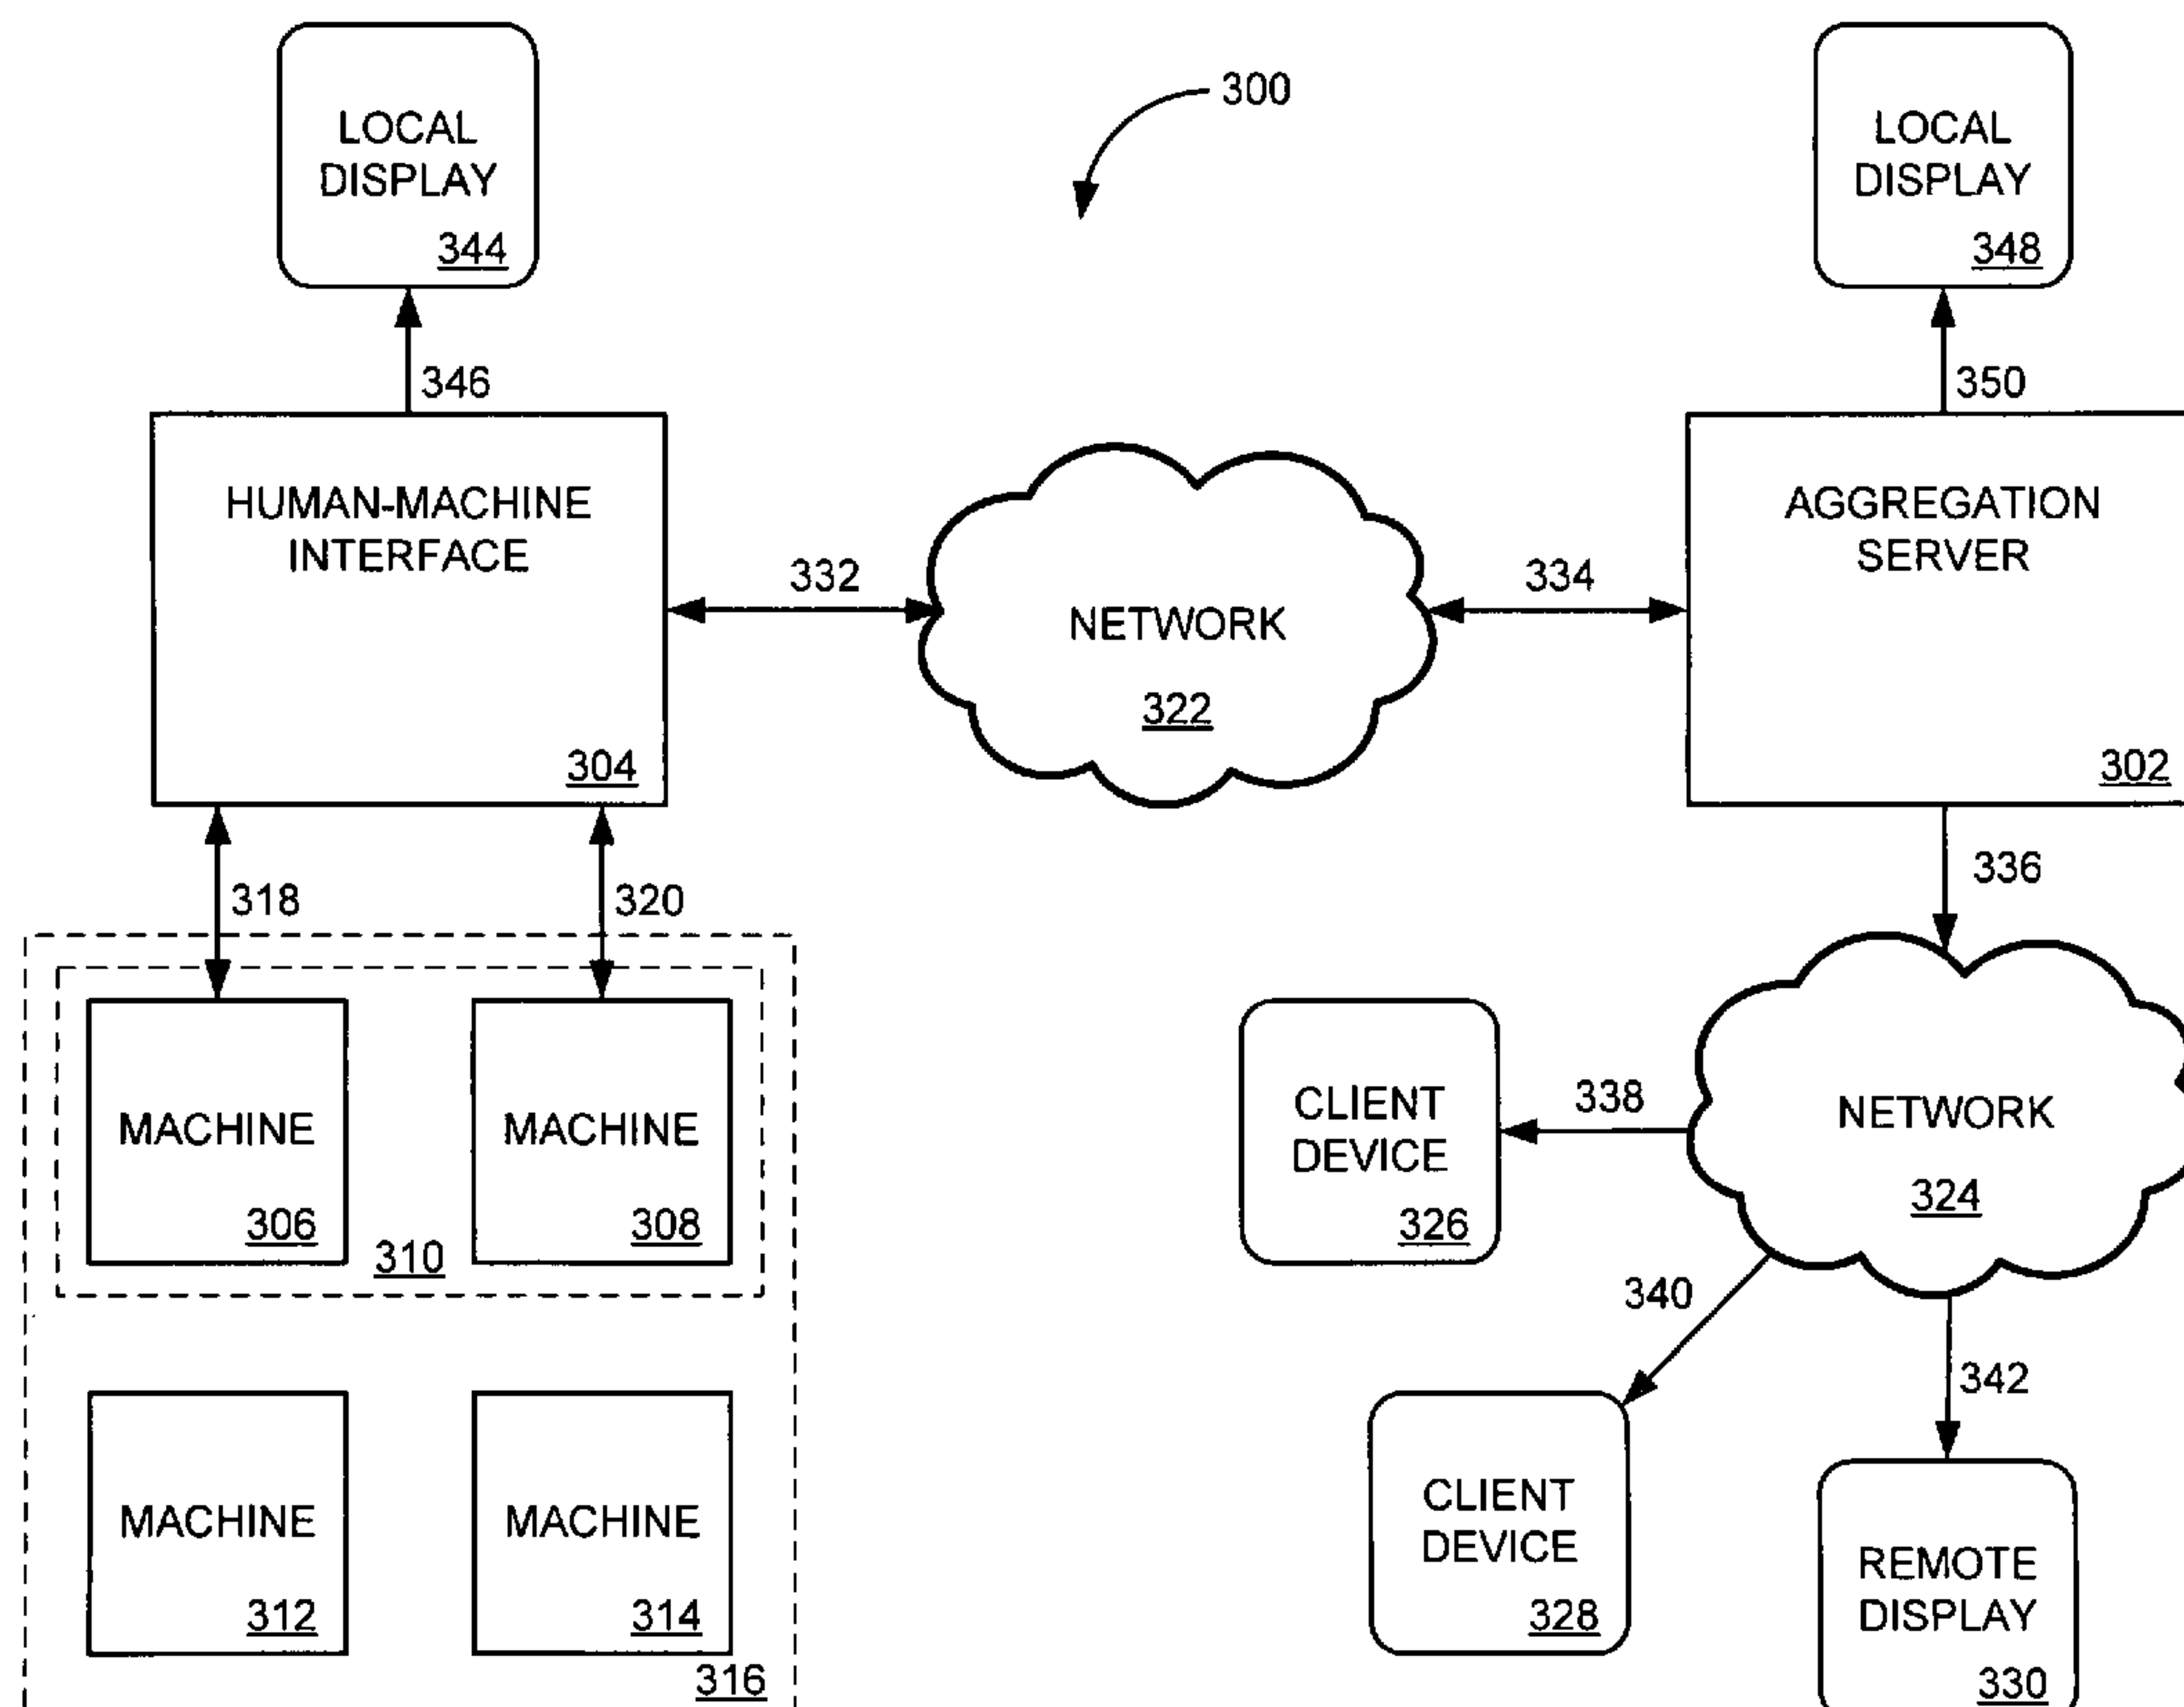 LOCAL
DISPLAY
344
300
LOCAL
DISPLAY
348
346
350
HUMAN-MACHINE
INTERFACE
304
332
NETWORK
322
334
AGGREGATION
SERVER
302
318
320
336
MACHINE
306
MACHINE
308
310
CLIENT
DEVICE
326
338
NETWORK
324
340
342
MACHINE
312
MACHINE
314
316
CLIENT
DEVICE
328
REMOTE
DISPLAY
330